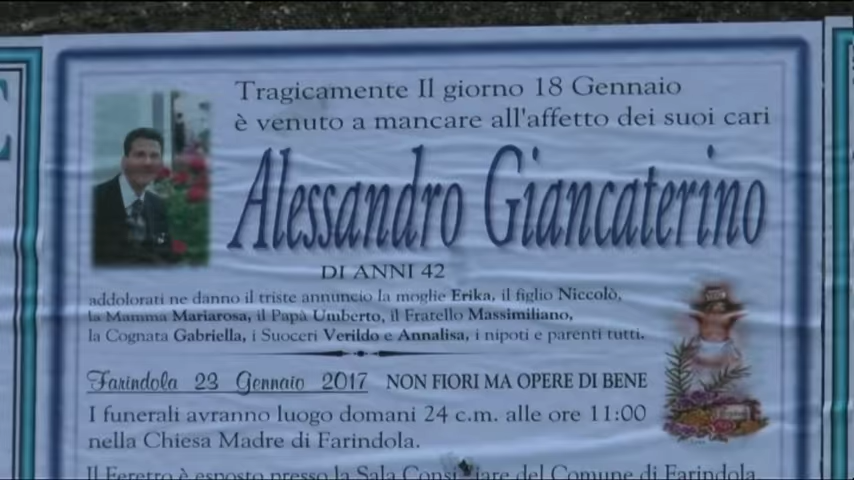 Tragicamente Il giorno 18 Gennaio
è venuto a mancare all'affetto dei suoi cari
Alessandro Giancaterino
DI ANNI 42
addolorati ne danno il triste annuncio la moglie Erika, il figlio Niccolò,
la Mamma Mariarosa, il Papà Umberto, il Fratello Massimiliano,
la Cognata Gabriella, i Suoceri Verildo e Annalisa, i nipoti e parenti tutti.
Farindola 23 Gennaio 2017 NON FIORI MA OPERE DI BENE
I funerali avranno luogo domani 24 c.m. alle ore 11:00
nella Chiesa Madre di Farindola.
Il Feretro è esposto presso la Sala del Comune di Farindola